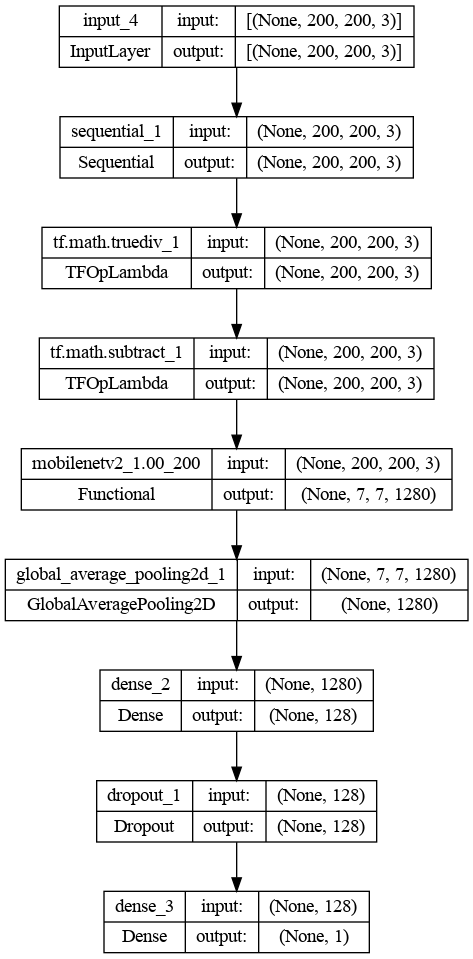 input_4 input: [(None, 200, 200, 3)]
InputLayer output: [(None, 200, 200, 3)]
sequential_1 input: (None, 200, 200, 3)
Sequential output: (None, 200, 200, 3)
tf.math.truediv_1 input: (None, 200, 200, 3)
TFOpLambda output: (None, 200, 200, 3)
tf.math.subtract_1 input: (None, 200, 200, 3)
TFOpLambda output: (None, 200, 200, 3)
mobilenetv2_1.00_200 input: (None, 200, 200, 3)
Functional output: (None, 7, 7, 1280)
global_average_pooling2d_1 input: (None, 7, 7, 1280)
GlobalAveragePooling2D output: (None, 1280)
dense_2 input: (None, 1280)
Dense output: (None, 128)
dropout_1 input: (None, 128)
Dropout output: (None, 128)
dense_3 input: (None, 128)
Dense output: (None, 1)